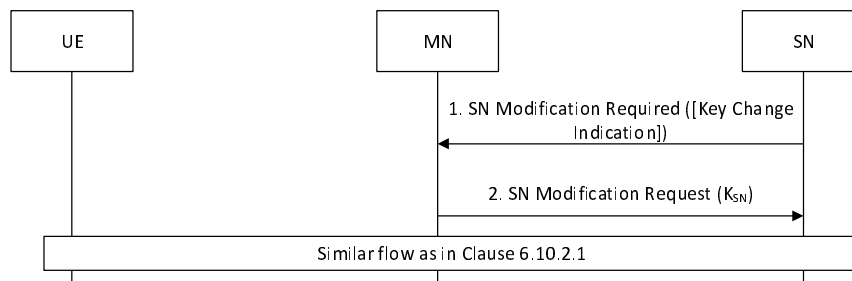 UE
MN
SN
1. SN Modification Required ([Key Change
Indication])
2. SN Modification Request (KSN)
Similar flow as in Clause 6.10.2.1